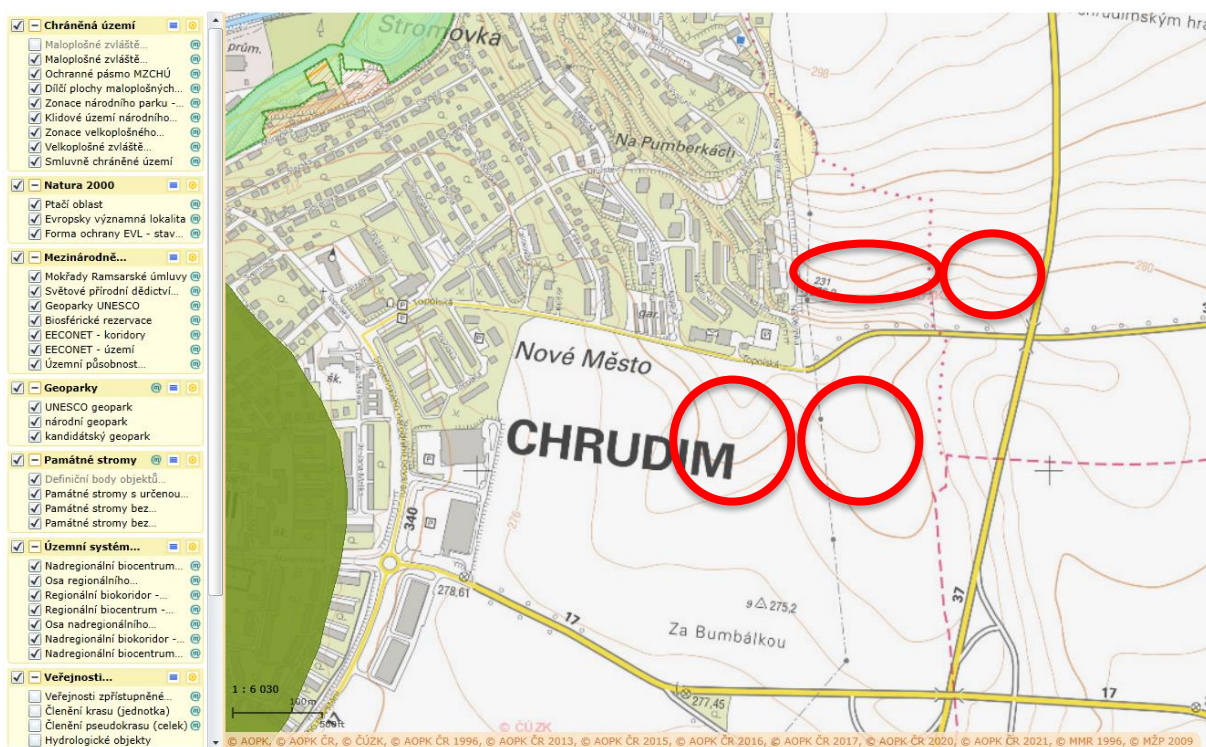 Chráněná území
Maloplošné zvláště...
Maloplošné zvláště...
Ochranné pásmo MZCHÚ
Dílčí plochy maloplošných...
Zonace národního parku -...
Klidové území národního...
Zonace velkoplošného...
Velkoplošné zvláště...
Smluvně chráněné území
Natura 2000
Ptačí oblast
Evropsky významná lokalita
Forma ochrany EVL - stav...
Mezinárodně...
Mokřady Ramsarské úmluvy
Světové přírodní dědictví...
Geoparky UNESCO
Biosférické rezervace
EECONET - koridory
EECONET - území
Územní působnost...
Geoparky
UNESCO geopark
národní geopark
kandidátský geopark
Památné stromy
Definiční body objektů...
Památné stromy s určenou...
Památné stromy bez...
Památné stromy bez...
Územní systém...
Nadregionální biocentrum...
Osa regionálního...
Regionální biokoridor -...
Regionální biocentrum -...
Osa nadregionálního...
Nadregionální biokoridor -...
Nadregionální biocentrum...
Veřejnosti...
Veřejnosti zpřístupněné...
Členění krasu (jednotka)
Členění pseudokrasu (celek)
Hydrologické objekty
Stromovka
prům.
298
Na Pumberkách
280
231
gar.
Topolská
Topolská
Nové Město
šk.
CHRUDIM
276
340
278,61
17
9 275,2
Za Bumbálkou
37
17
277,45
1 : 6 030
100m
500ft
© ČÚZK
© AOPK, © AOPK ČR, © ČÚZK, © AOPK ČR 1996, © AOPK ČR 2013, © AOPK ČR 2015, © AOPK ČR 2016, © AOPK ČR 2017, © AOPK ČR 2020, © AOPK ČR 2021, © MMR 1996, © MŽP 2009